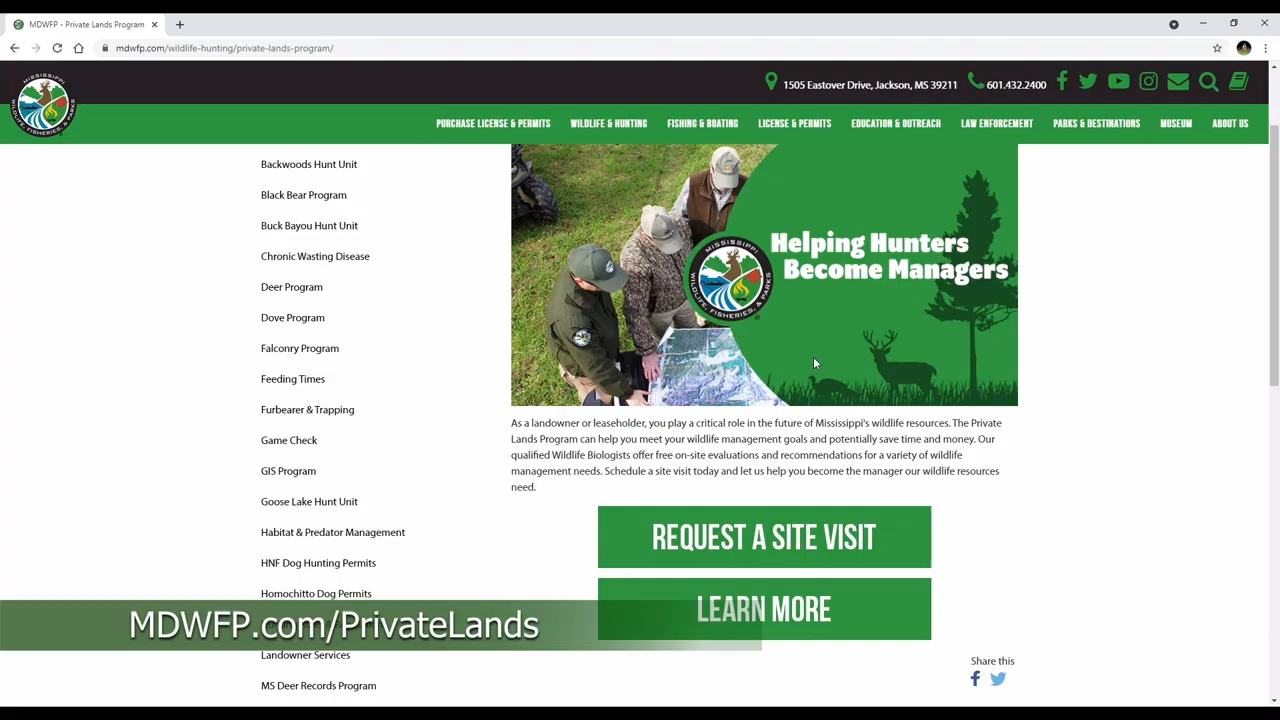 MDWFP - Private Lands Program
mdwfp.com/wildlife-hunting/private-lands-program/
1505 Eastover Drive, Jackson, MS 39211
601.432.2400
MISSISSIPPI
WILDLIFE, FISHERIES, & PARKS
PURCHASE LICENSE & PERMITS
WILDLIFE & HUNTING
FISHING & BOATING
LICENSE & PERMITS
EDUCATION & OUTREACH
LAW ENFORCEMENT
PARKS & DESTINATIONS
MUSEUM
ABOUT US
Backwoods Hunt Unit
Black Bear Program
Buck Bayou Hunt Unit
Chronic Wasting Disease
Deer Program
Dove Program
Falconry Program
Feeding Times
Furbearer & Trapping
Game Check
GIS Program
Goose Lake Hunt Unit
Habitat & Predator Management
HNF Dog Hunting Permits
Homochitto Dog Permits
Landowner Services
MS Deer Records Program
MISSISSIPPI
WILDLIFE, FISHERIES, & PARKS
Helping Hunters
Become Managers
As a landowner or leaseholder, you play a critical role in the future of Mississippi's wildlife resources. The Private
Lands Program can help you meet your wildlife management goals and potentially save time and money. Our
qualified Wildlife Biologists offer free on-site evaluations and recommendations for a variety of wildlife
management needs. Schedule a site visit today and let us help you become the manager our wildlife resources
need.
REQUEST A SITE VISIT
LEARN MORE
MDWFP.com/PrivateLands
Share this